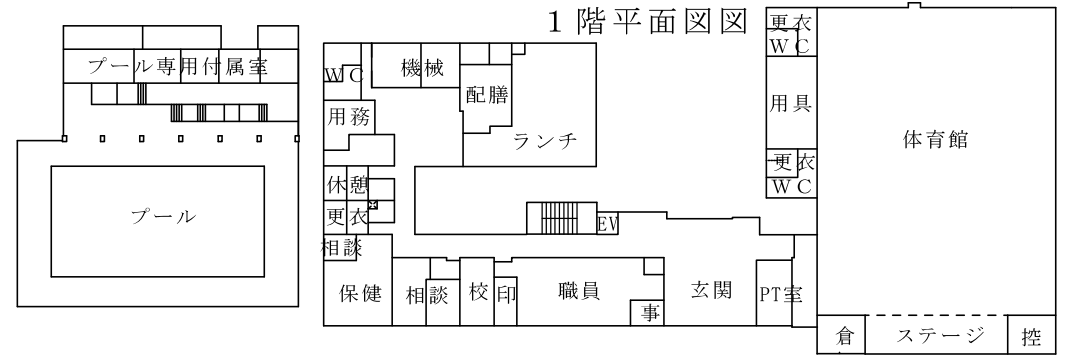 1階平面図図
プール専用付属室
プール
WC
機械
配膳
用務
ランチ
休憩
更衣
相談
保健
相談
校
印
職員
事
EV
玄関
PT室
更衣
WC
用具
更衣
WC
体育館
倉
ステージ
控